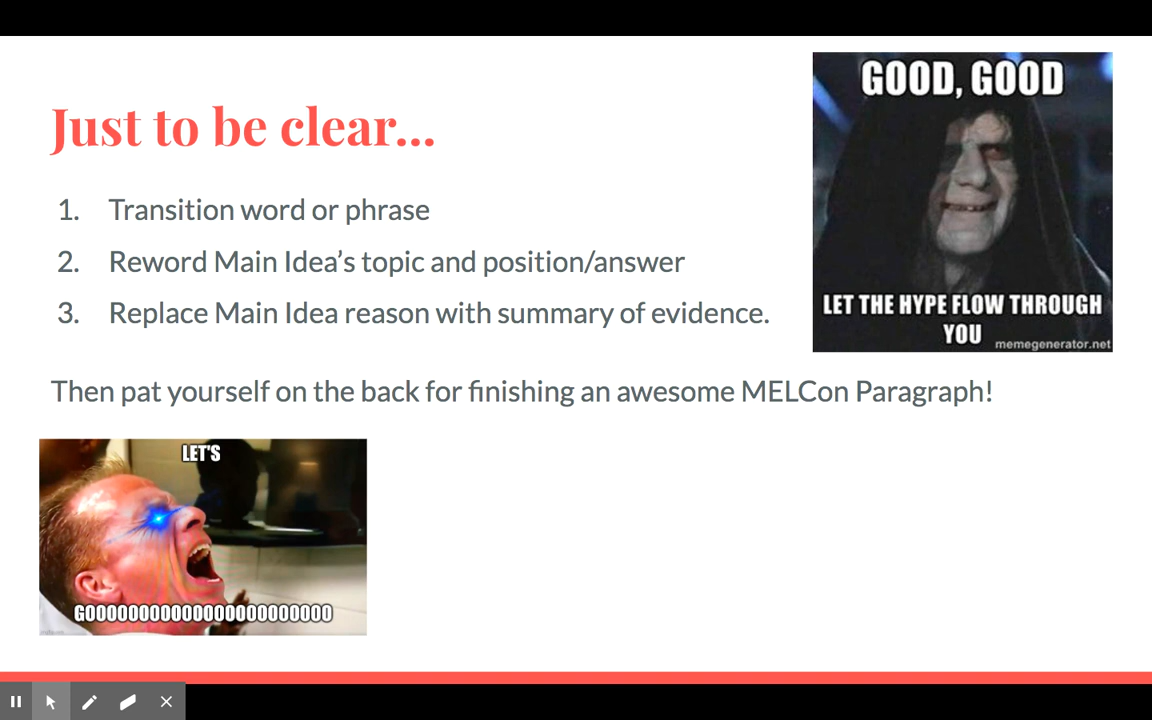 Just to be clear...
1. Transition word or phrase
2. Reword Main Idea’s topic and position/answer
3. Replace Main Idea reason with summary of evidence.
Then pat yourself on the back for finishing an awesome MELCon Paragraph!
GOOD, GOOD
LET THE HYPE FLOW THROUGH
YOU
memegenerator.net
LET'S
GOOOOOOOOOOOOOOOOOOOOOOO